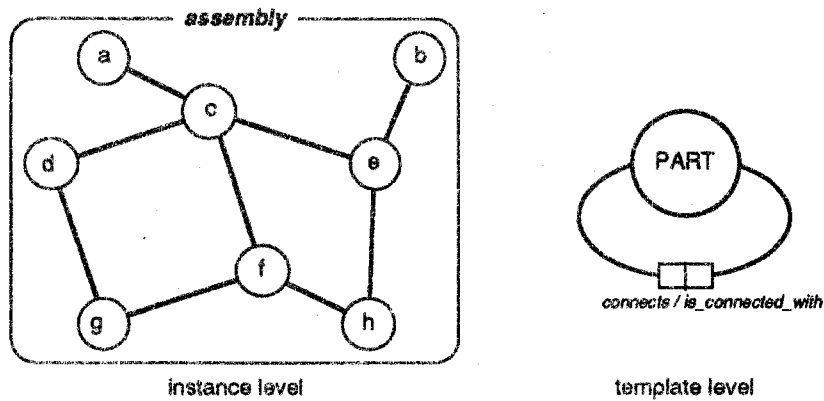 assembly
a
b
c
d
e
PART
f
g
h
connects / is_connected_with
instance level
template level